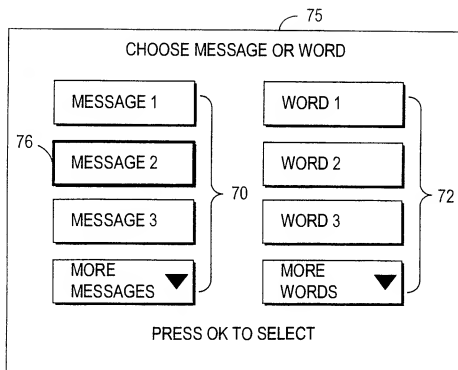 75
CHOOSE MESSAGE OR WORD
MESSAGE 1
WORD 1
76
MESSAGE 2
WORD 2
70
72
MESSAGE 3
WORD 3
MORE
MESSAGES
MORE
WORDS
PRESS OK TO SELECT